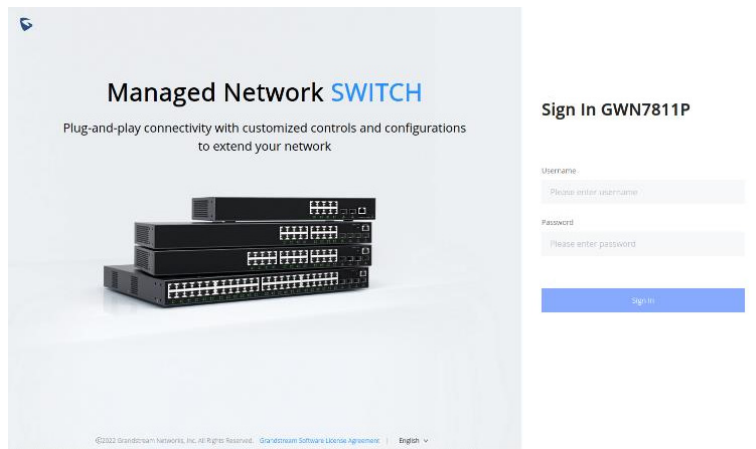 Managed Network SWITCH
Plug-and-play connectivity with customized controls and configurations
to extend your network
Sign In GWN7811P
Username
Please enter username
Password
Please enter password
Sign In
©2022 Grandstream Networks, Inc. All Rights Reserved. Grandstream Software License Agreement | English